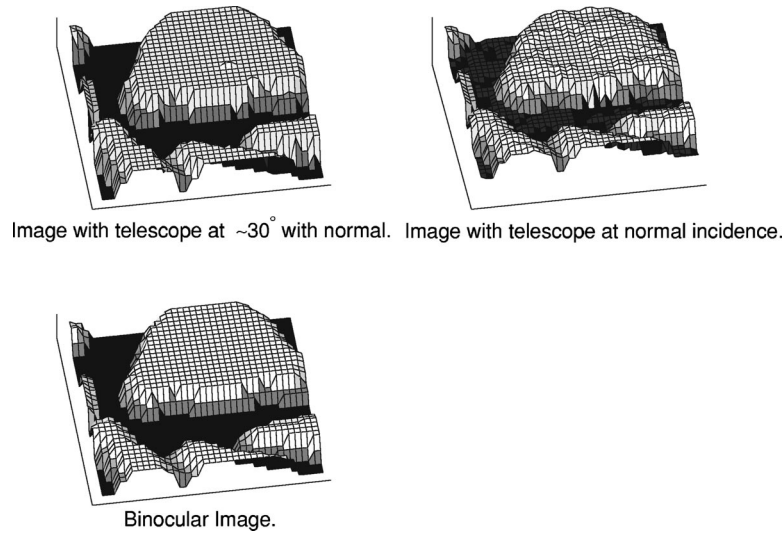 Image with telescope at ~30° with normal.
Image with telescope at normal incidence.
Binocular Image.